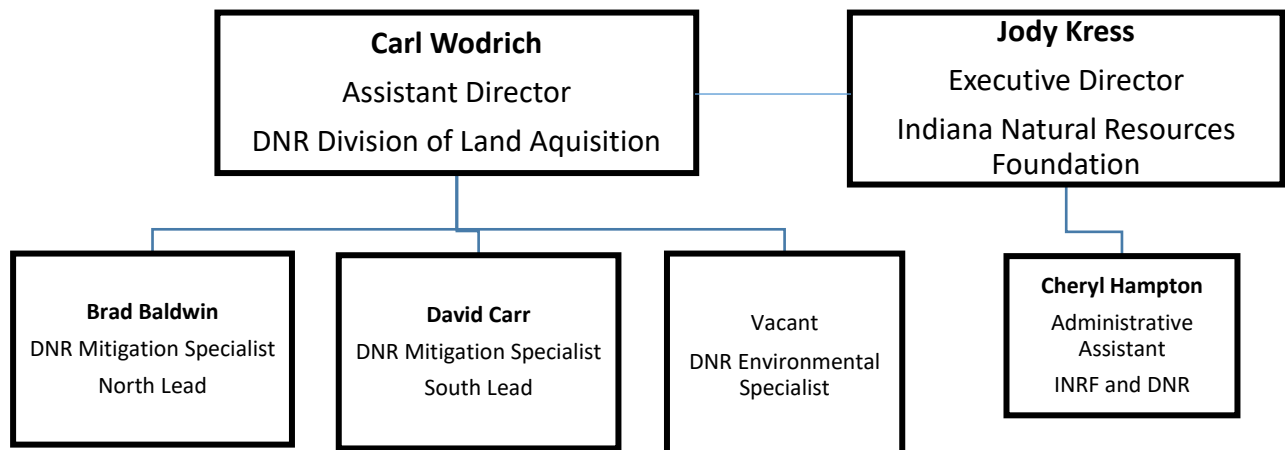 Carl Wodrich
Assistant Director
DNR Division of Land Aquisition
Jody Kress
Executive Director
Indiana Natural Resources
Foundation
Brad Baldwin
DNR Mitigation Specialist
North Lead
David Carr
DNR Mitigation Specialist
South Lead
Vacant
DNR Environmental
Specialist
Cheryl Hampton
Administrative
Assistant
INRF and DNR